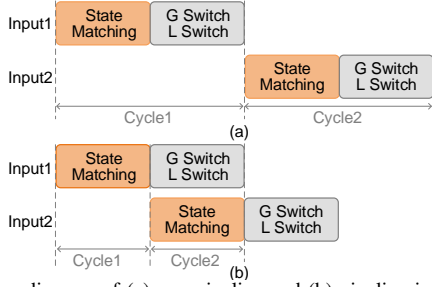 Input1
State
Matching
G Switch
L Switch
Input2
State
Matching
G Switch
L Switch
Cycle1
Cycle2
(a)
Input1
State
Matching
G Switch
L Switch
Input2
State
Matching
G Switch
L Switch
Cycle1
Cycle2
(b)